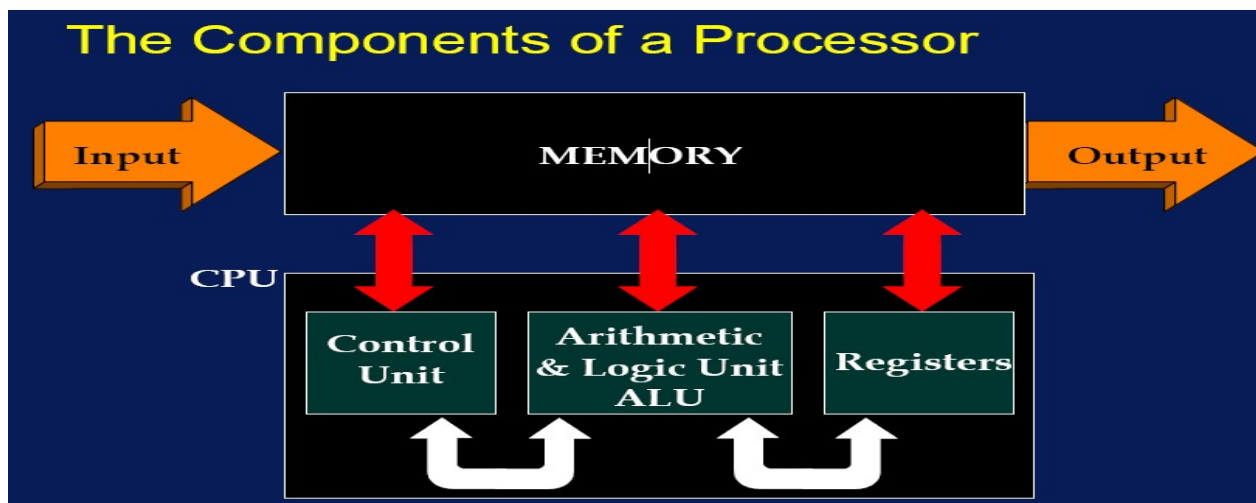 The Components of a Processor
Input
MEMORY
Output
CPU
Control
Unit
Arithmetic
& Logic Unit
ALU
Registers